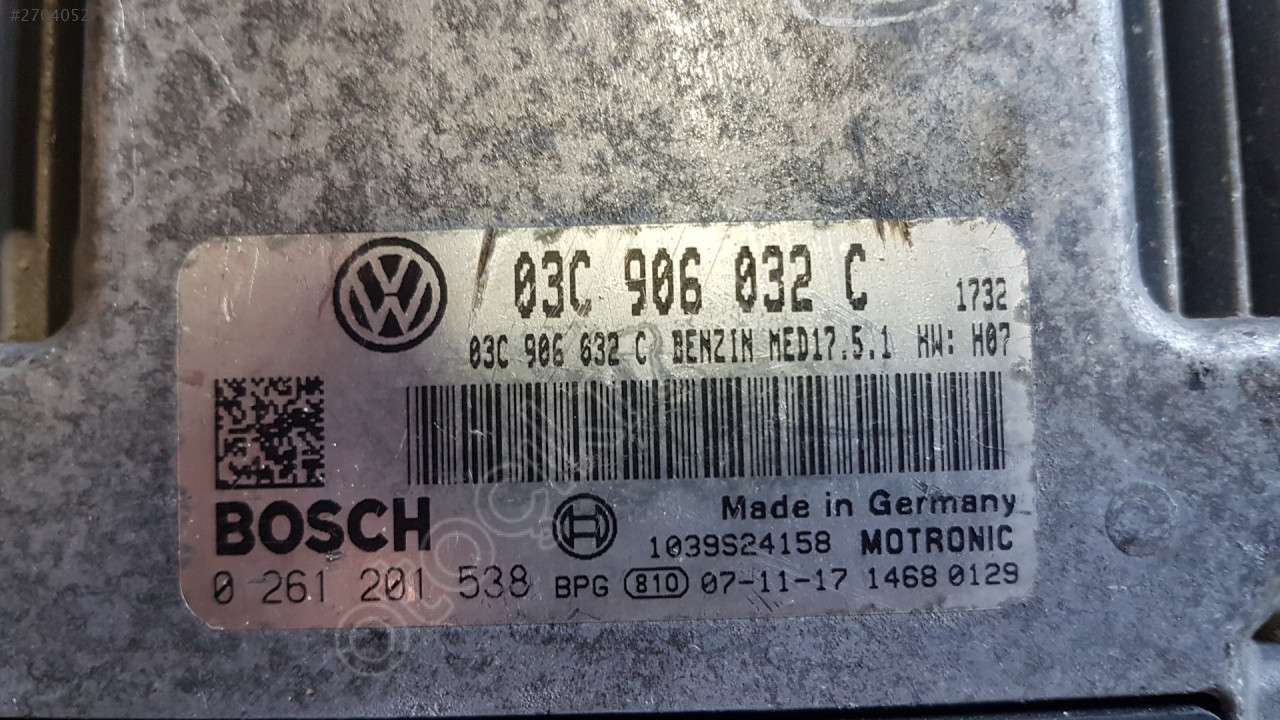 #2704052
VW 03C 906 032 C 1732
03C 906 032 C BENZIN MED17.5.1 HW: H07
BOSCH Made in Germany
1039S24158 MOTRONIC
0 261 201 538 BPG 810 07-11-17 1468 0129